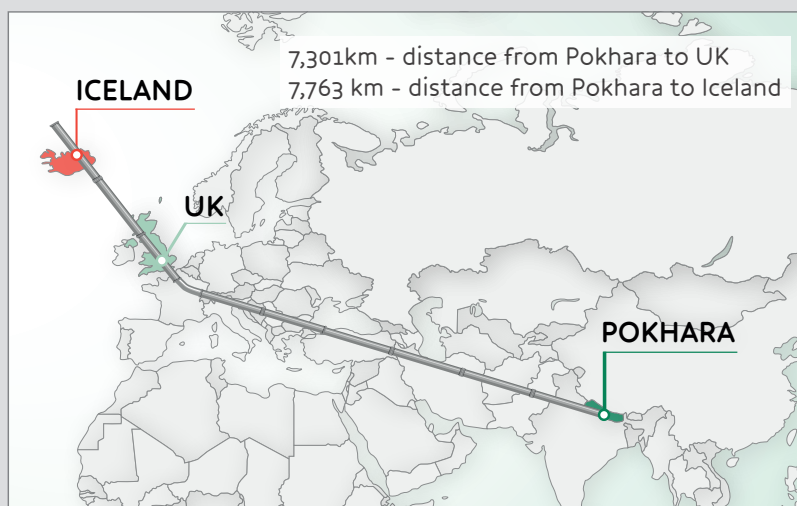 7,301km - distance from Pokhara to UK
7,763 km - distance from Pokhara to Iceland
ICELAND
UK
POKHARA